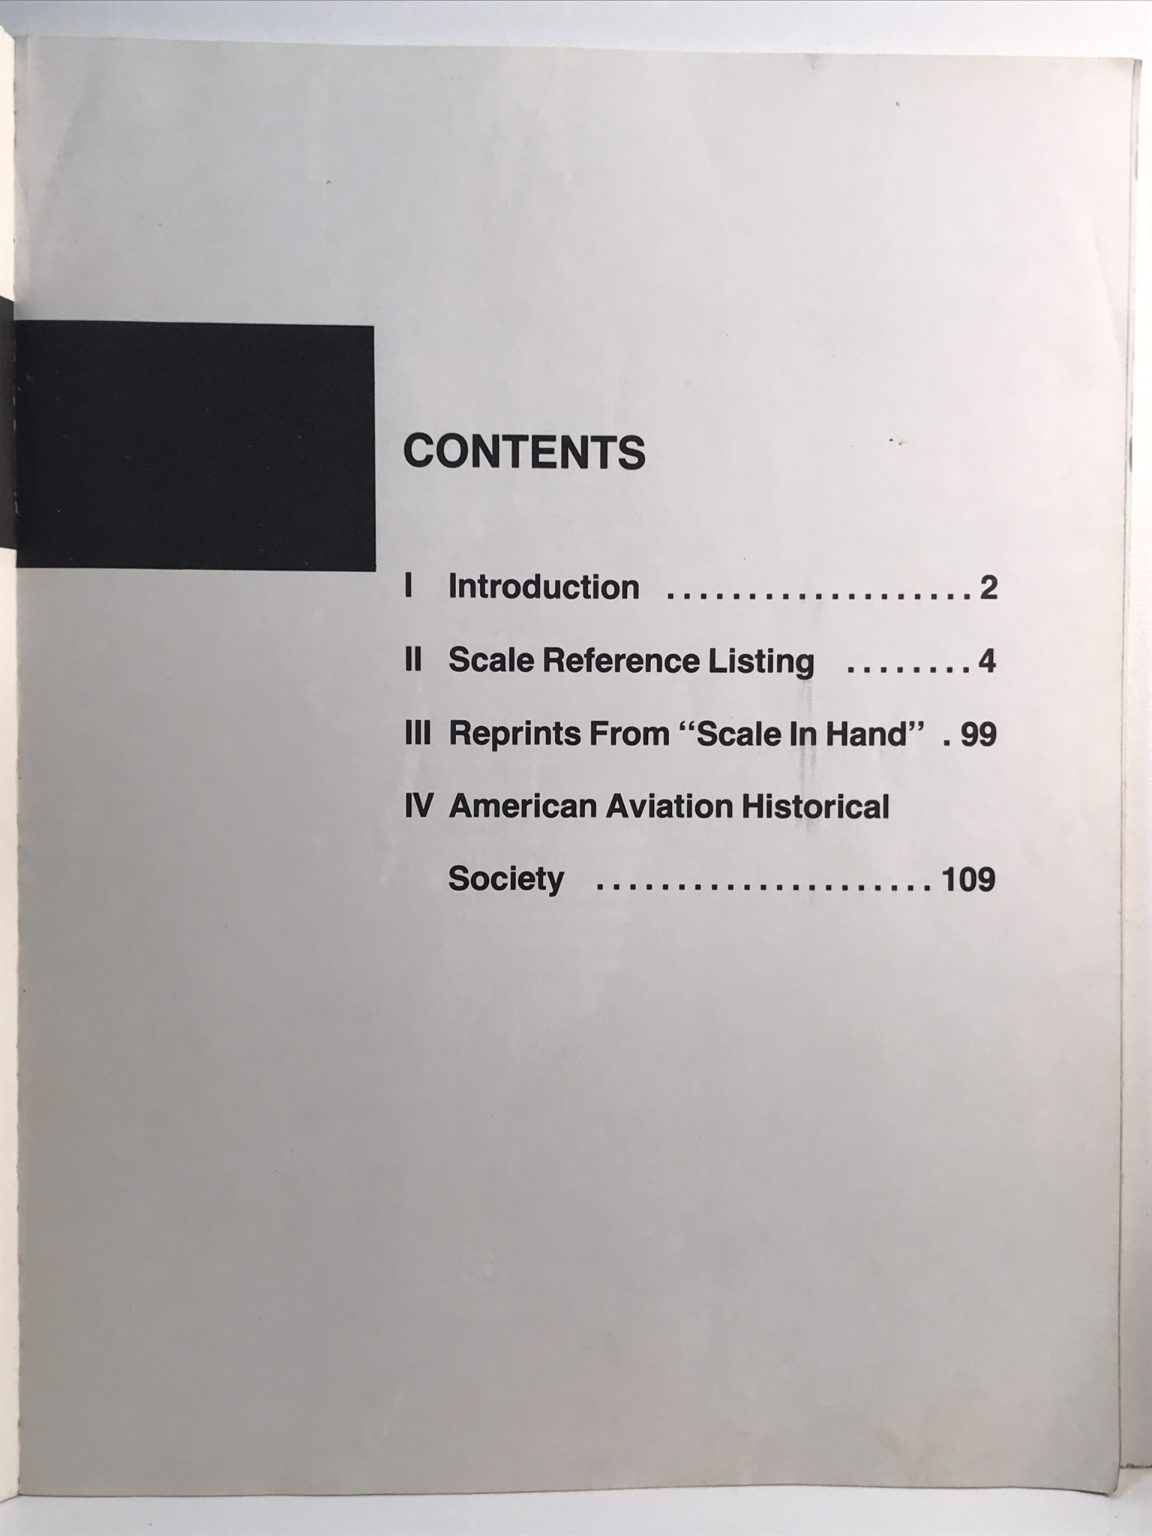 CONTENTS
I Introduction ................... 2
II Scale Reference Listing ........ 4
III Reprints From “Scale In Hand” . 99
IV American Aviation Historical
Society ..................... 109